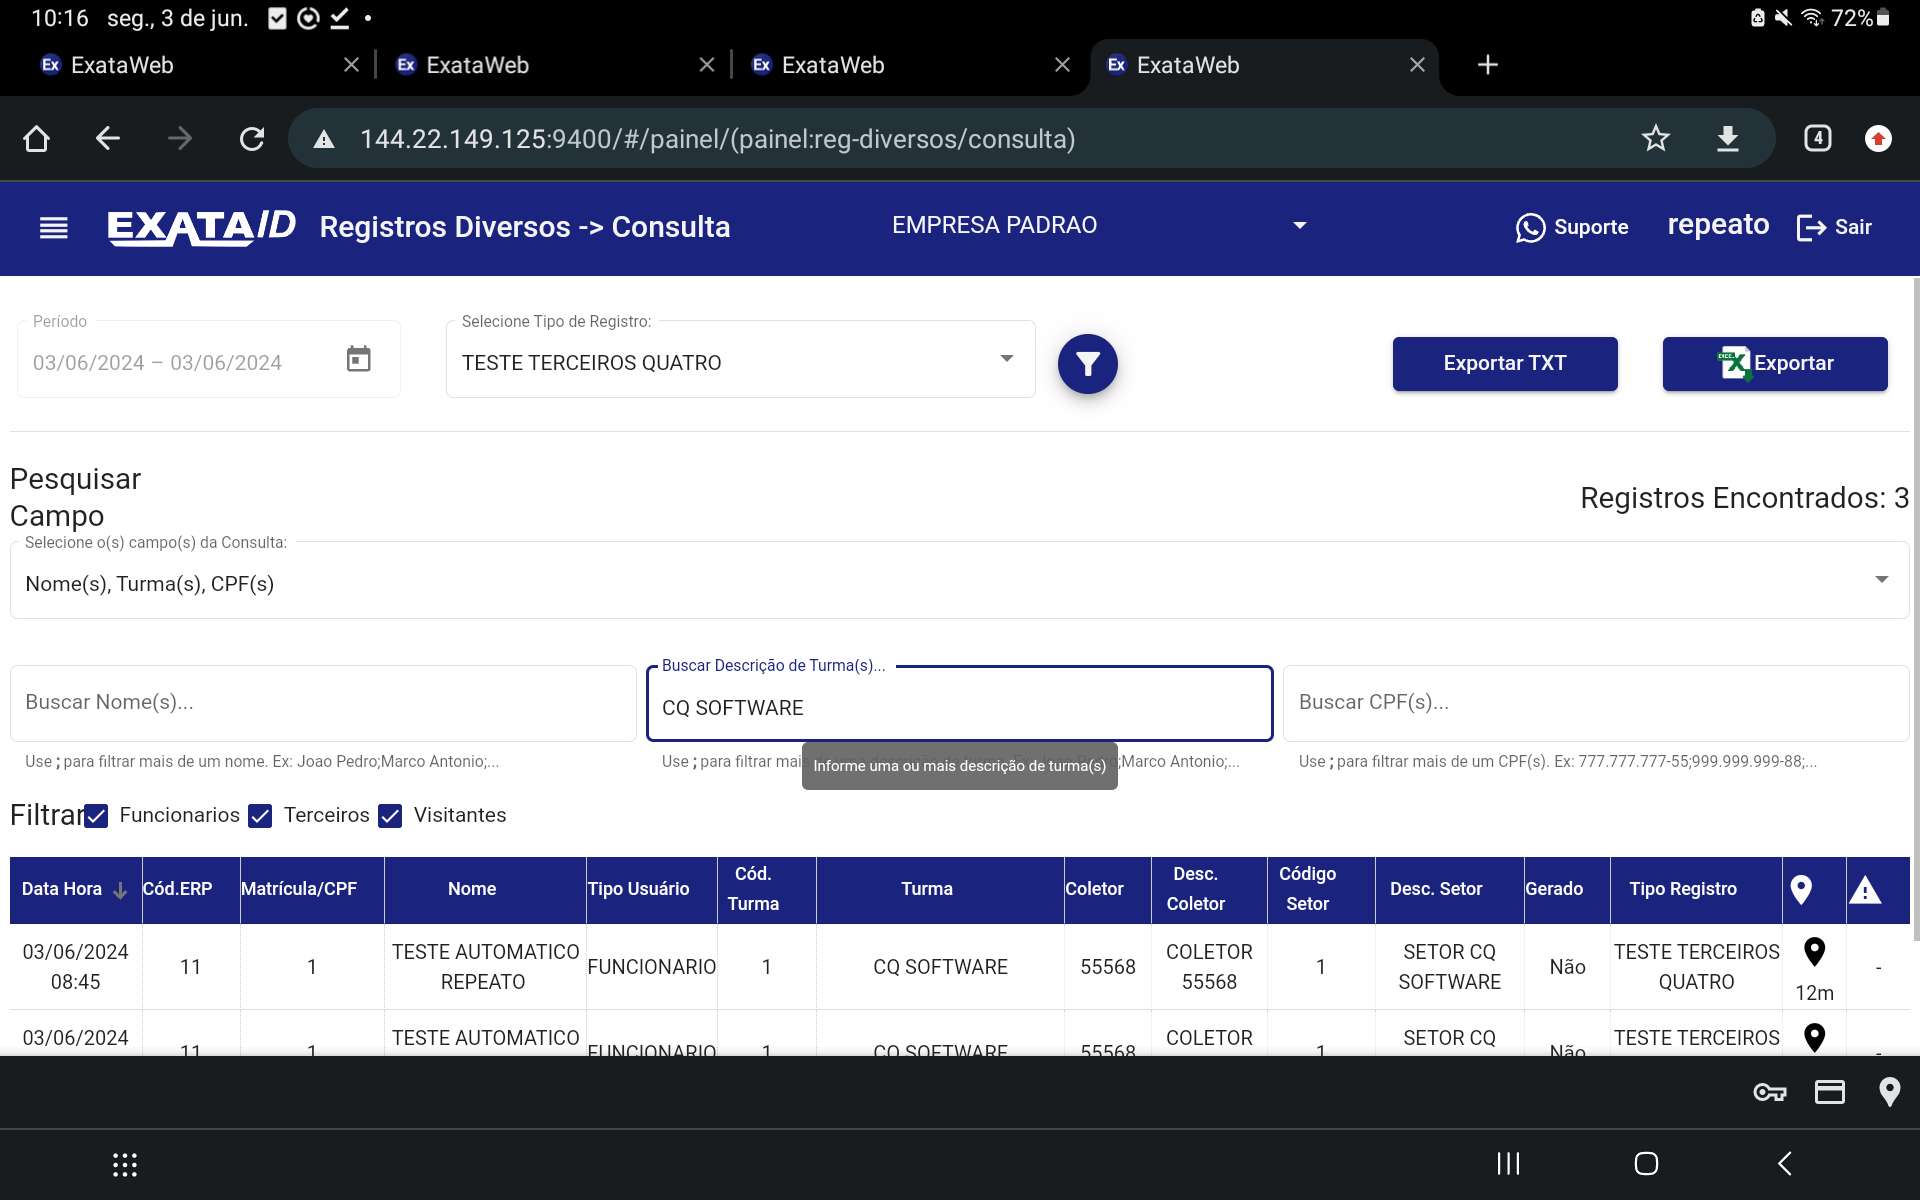 10:16 seg., 3 de jun. 72%
Ex ExataWeb Ex ExataWeb Ex ExataWeb Ex ExataWeb
144.22.149.125:9400/#/painel/(painel:reg-diversos/consulta) 4
EXATA/ID Registros Diversos -> Consulta EMPRESA PADRAO Suporte repeato Sair
Período Selecione Tipo de Registro:
03/06/2024 – 03/06/2024 TESTE TERCEIROS QUATRO Exportar TXT Exportar
Pesquisar
Campo Registros Encontrados: 3
Selecione o(s) campo(s) da Consulta:
Nome(s), Turma(s), CPF(s)
Buscar Descrição de Turma(s)...
Buscar Nome(s)... CQ SOFTWARE Buscar CPF(s)...
Use ; para filtrar mais de um nome. Ex: Joao Pedro;Marco Antonio;... Use ; para filtrar mais ;Marco Antonio;... Use ; para filtrar mais de um CPF(s). Ex: 777.777.777-55;999.999.999-88;...
Informe uma ou mais descrição de turma(s)
Filtrar Funcionarios Terceiros Visitantes
Data Hora Cód.ERP Matrícula/CPF Nome Tipo Usuário Cód. Turma Turma Coletor Desc. Coletor Código Setor Desc. Setor Gerado Tipo Registro
03/06/2024 08:45 11 1 TESTE AUTOMATICO REPEATO FUNCIONARIO 1 CQ SOFTWARE 55568 COLETOR 55568 1 SETOR CQ SOFTWARE Não TESTE TERCEIROS QUATRO 12m -
03/06/2024 11 1 TESTE AUTOMATICO FUNCIONARIO 1 CQ SOFTWARE 55568 COLETOR 1 SETOR CQ Não TESTE TERCEIROS -